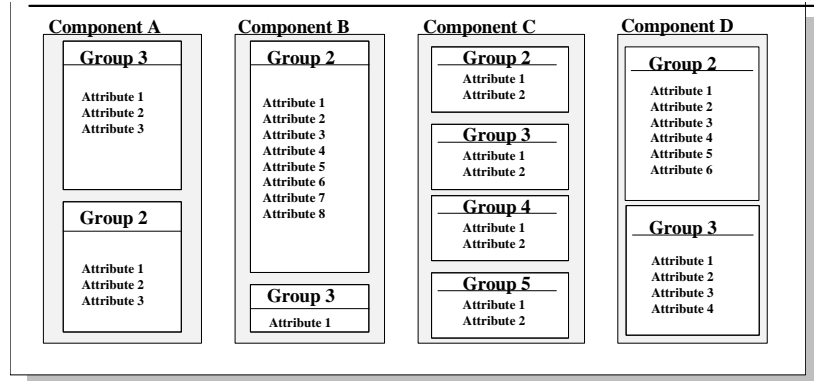 Component A
Group 3
Attribute 1
Attribute 2
Attribute 3
Group 2
Attribute 1
Attribute 2
Attribute 3
Component B
Group 2
Attribute 1
Attribute 2
Attribute 3
Attribute 4
Attribute 5
Attribute 6
Attribute 7
Attribute 8
Group 3
Attribute 1
Component C
Group 2
Attribute 1
Attribute 2
Group 3
Attribute 1
Attribute 2
Group 4
Attribute 1
Attribute 2
Group 5
Attribute 1
Attribute 2
Component D
Group 2
Attribute 1
Attribute 2
Attribute 3
Attribute 4
Attribute 5
Attribute 6
Group 3
Attribute 1
Attribute 2
Attribute 3
Attribute 4